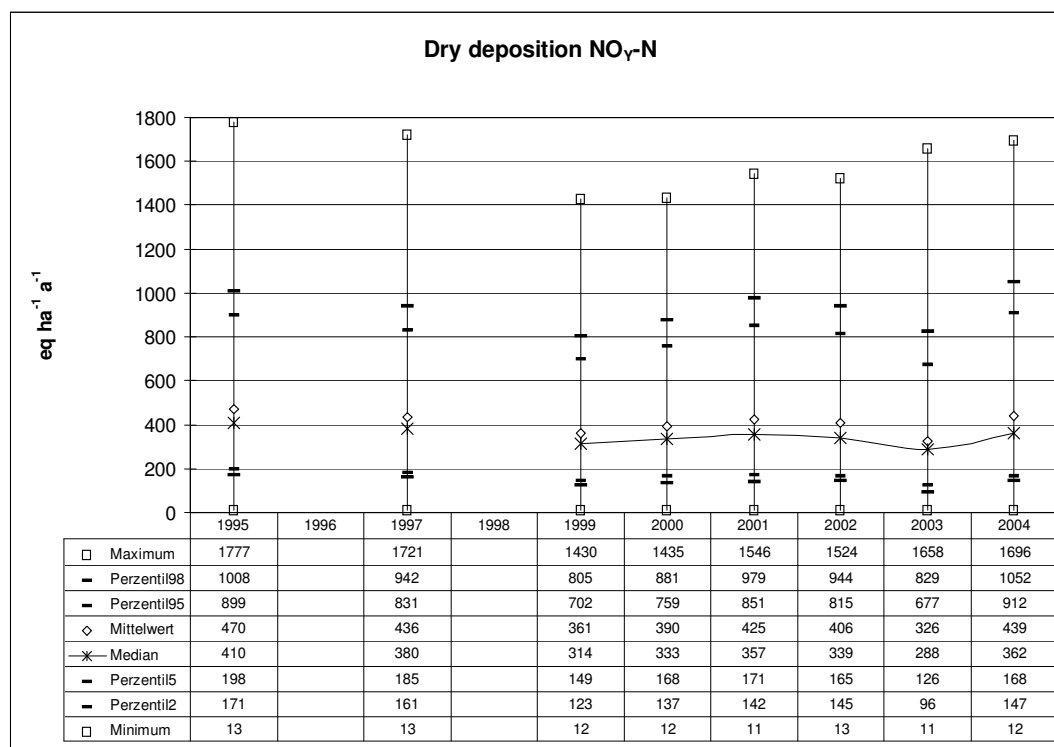 Dry deposition NOY-N
eq ha-1 a-1
1800
1600
1400
1200
1000
800
600
400
200
0
1995 1996 1997 1998 1999 2000 2001 2002 2003 2004
Maximum 1777 1721 1430 1435 1546 1524 1658 1696
Perzentil98 1008 942 805 881 979 944 829 1052
Perzentil95 899 831 702 759 851 815 677 912
Mittelwert 470 436 361 390 425 406 326 439
Median 410 380 314 333 357 339 288 362
Perzentil5 198 185 149 168 171 165 126 168
Perzentil2 171 161 123 137 142 145 96 147
Minimum 13 13 12 12 11 13 11 12